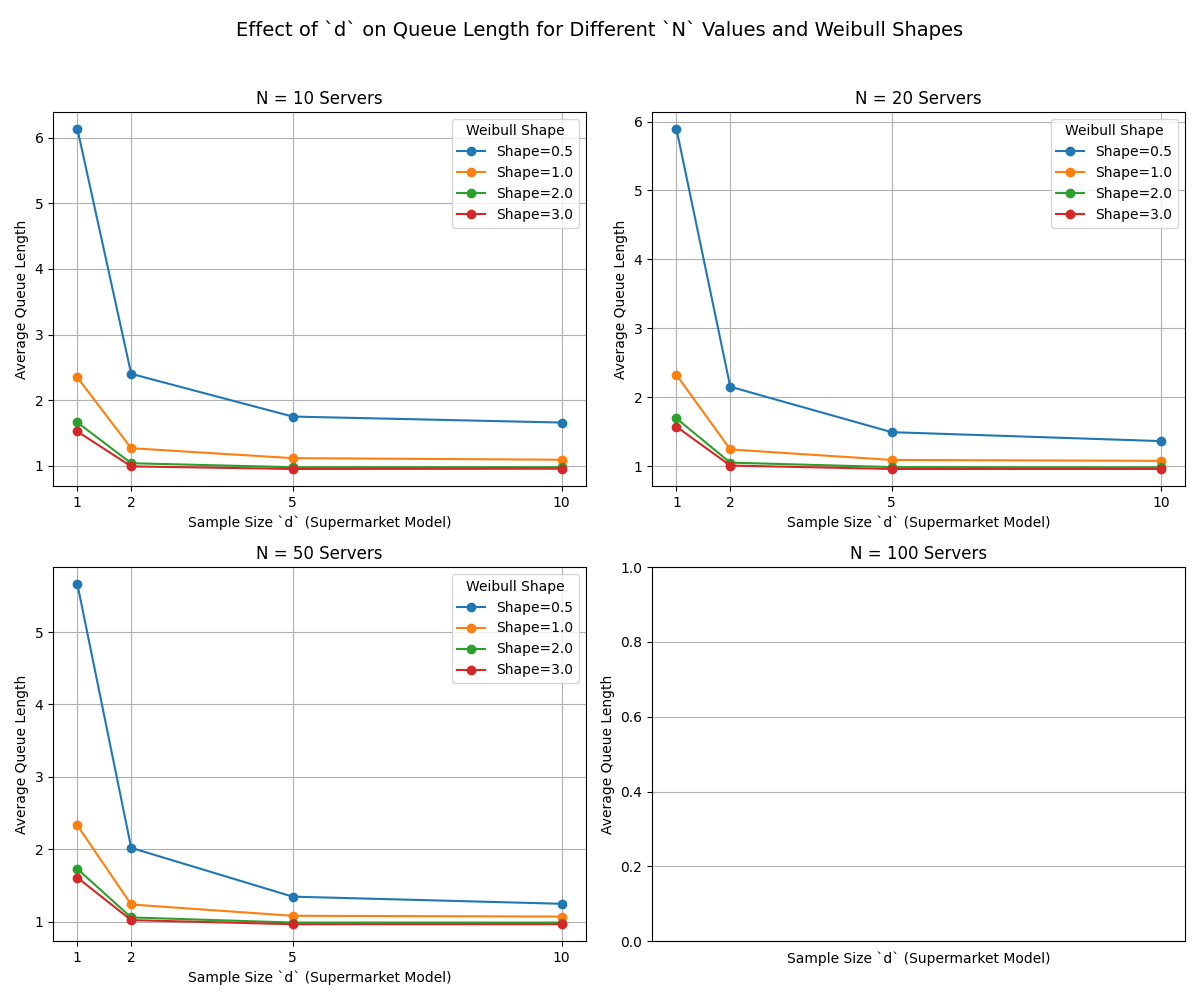 Effect of `d` on Queue Length for Different `N` Values and Weibull Shapes
N = 10 Servers
Average Queue Length
6
5
4
3
2
1
Weibull Shape
Shape=0.5
Shape=1.0
Shape=2.0
Shape=3.0
1 2 5 10
Sample Size `d` (Supermarket Model)
N = 20 Servers
Average Queue Length
6
5
4
3
2
1
Weibull Shape
Shape=0.5
Shape=1.0
Shape=2.0
Shape=3.0
1 2 5 10
Sample Size `d` (Supermarket Model)
N = 50 Servers
Average Queue Length
5
4
3
2
1
Weibull Shape
Shape=0.5
Shape=1.0
Shape=2.0
Shape=3.0
1 2 5 10
Sample Size `d` (Supermarket Model)
N = 100 Servers
Average Queue Length
1.0
0.8
0.6
0.4
0.2
0.0
Sample Size `d` (Supermarket Model)